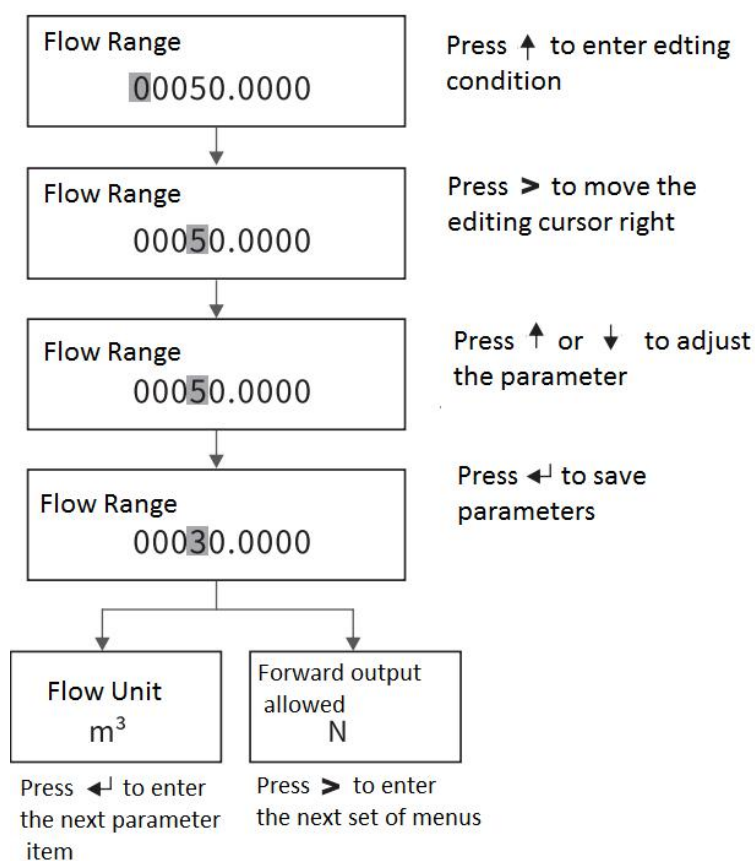 Flow Range
00050.0000
Press ↑ to enter edting
condition
Flow Range
00050.0000
Press > to move the
editing cursor right
Flow Range
00050.0000
Press ↑ or ↓ to adjust
the parameter
Flow Range
00030.0000
Press ↵ to save
parameters
Flow Unit
m³
Press ↵ to enter
the next parameter
item
Forward output
allowed
N
Press > to enter
the next set of menus